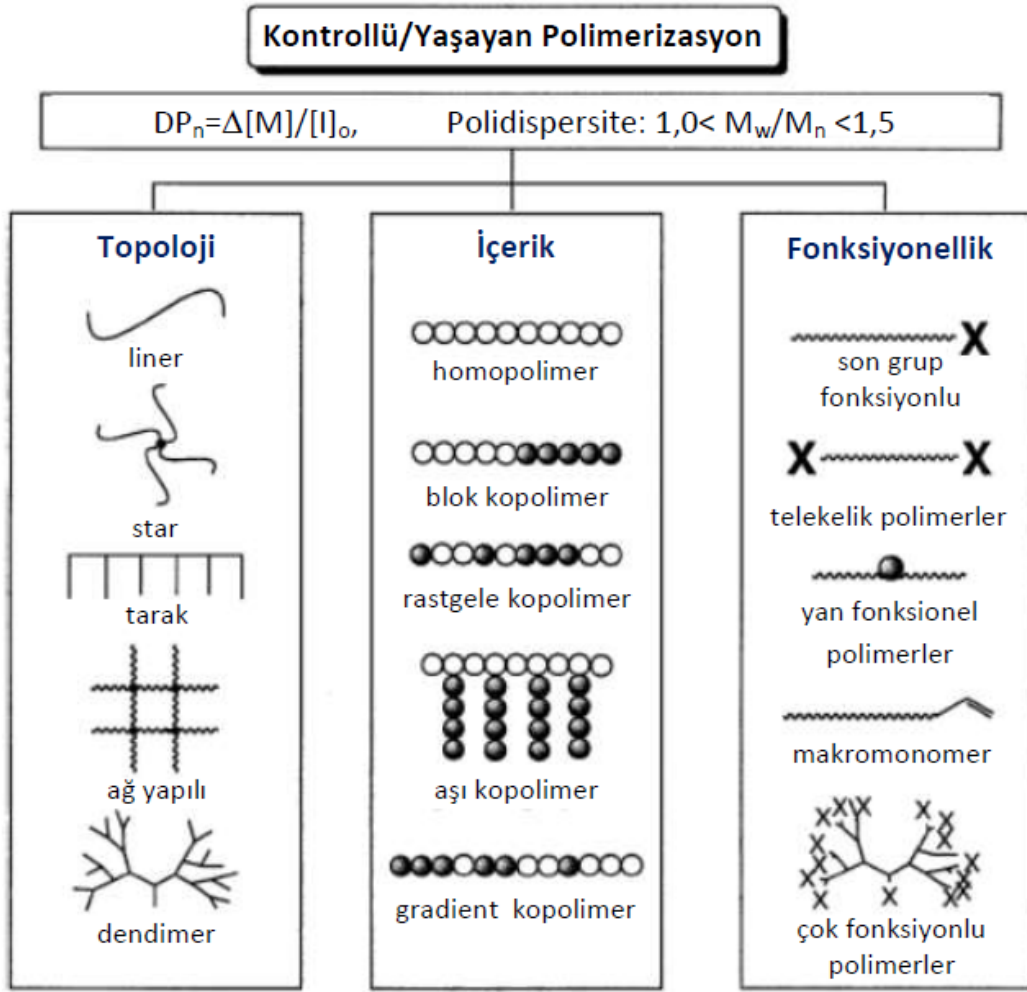 Kontrollü/Yaşayan Polimerizasyon
DPₙ=Δ[M]/[I]ₒ, Polidispersite: 1,0< M_w/Mₙ <1,5
Topoloji
liner
star
tarak
ağ yapılı
dendimer
İçerik
homopolimer
blok kopolimer
rastgele kopolimer
aşı kopolimer
gradient kopolimer
Fonksiyonellik
X
son grup
fonksiyonlu
X X
telekelik polimerler
yan fonksionel
polimerler
makromonomer
X X X X X X X X X X X X X X X
çok fonksiyonlu
polimerler